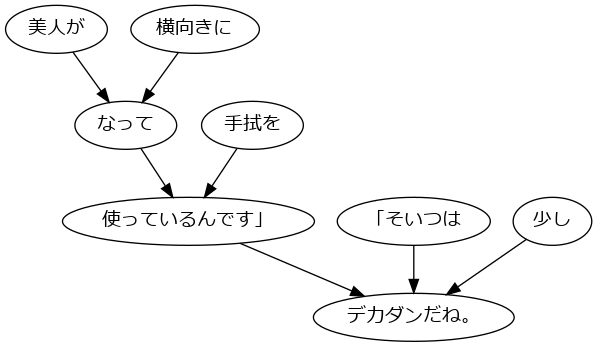 美人が
横向きに
なって
手拭を
使っているんです」
「そいつは
少し
デカダンだね。